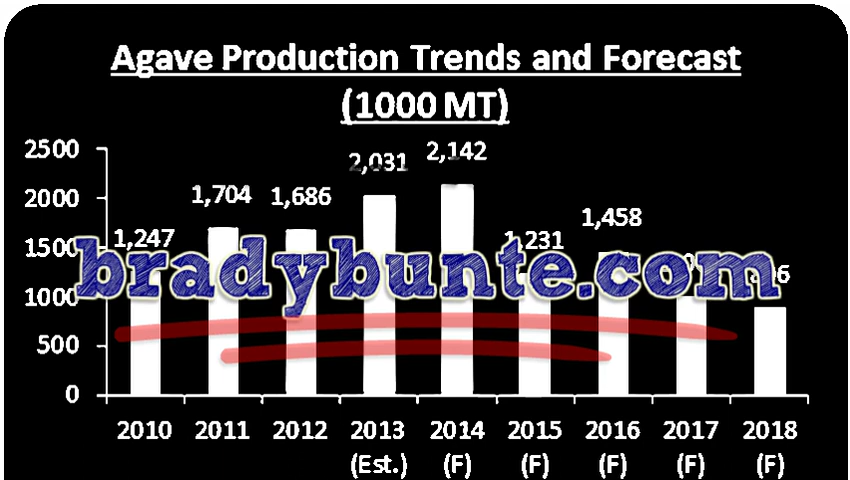 Agave Production Trends and Forecast
(1000 MT)
2500
2000
1500
1000
500
0
1,247
1,704
1,686
2,031
2,142
1,231
1,458
bradybunte.com
2010
2011
2012
2013
(Est.)
2014
(F)
2015
(F)
2016
(F)
2017
(F)
2018
(F)